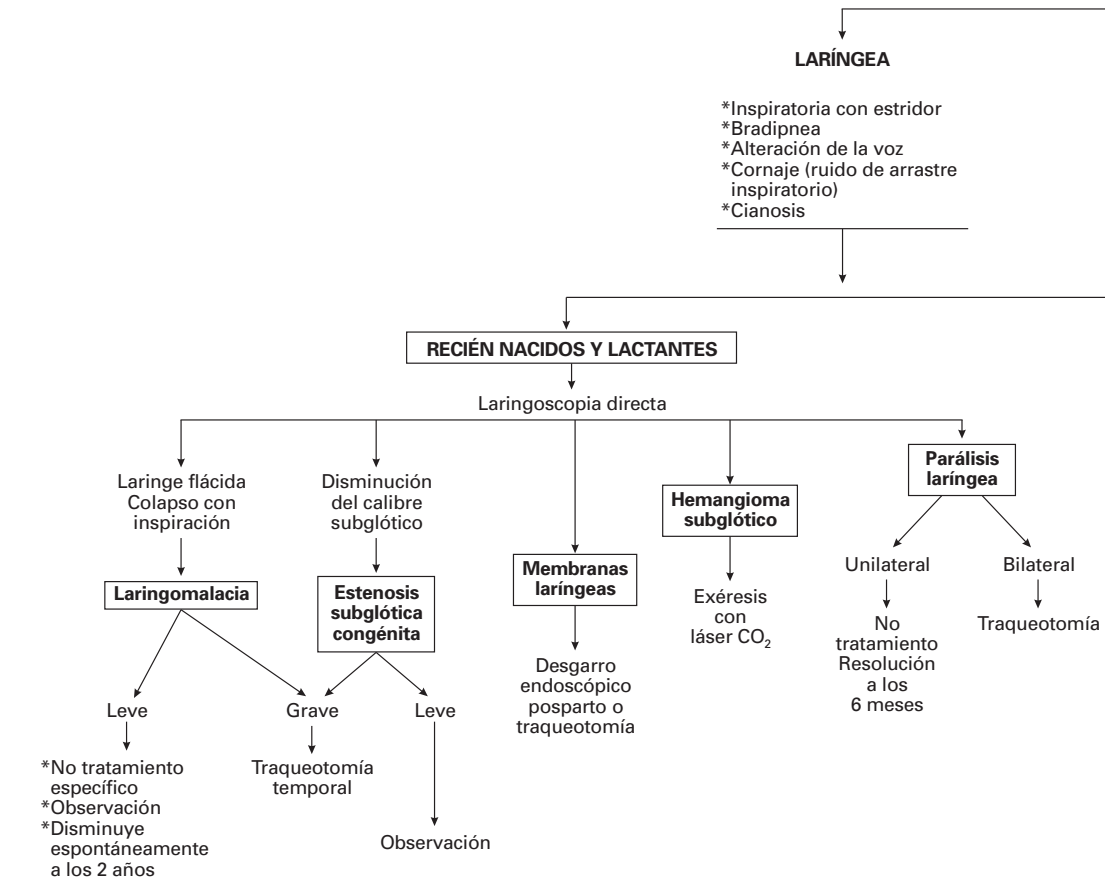 LARÍNGEA
*Inspiratoria con estridor
*Bradipnea
*Alteración de la voz
*Cornaje (ruido de arrastre
inspiratorio)
*Cianosis
RECIÉN NACIDOS Y LACTANTES
Laringoscopia directa
Laringe flácida
Colapso con
inspiración
Laringomalacia
Leve
*No tratamiento
específico
*Observación
*Disminuye
espontáneamente
a los 2 años
Disminución
del calibre
subglótico
Estenosis
subglótica
congénita
Grave
Traqueotomía
temporal
Leve
Observación
Membranas
laríngeas
Desgarro
endoscópico
posparto o
traqueotomía
Hemangioma
subglótico
Exéresis
con
láser CO₂
Parálisis
laríngea
Unilateral
No
tratamiento
Resolución
a los
6 meses
Bilateral
Traqueotomía